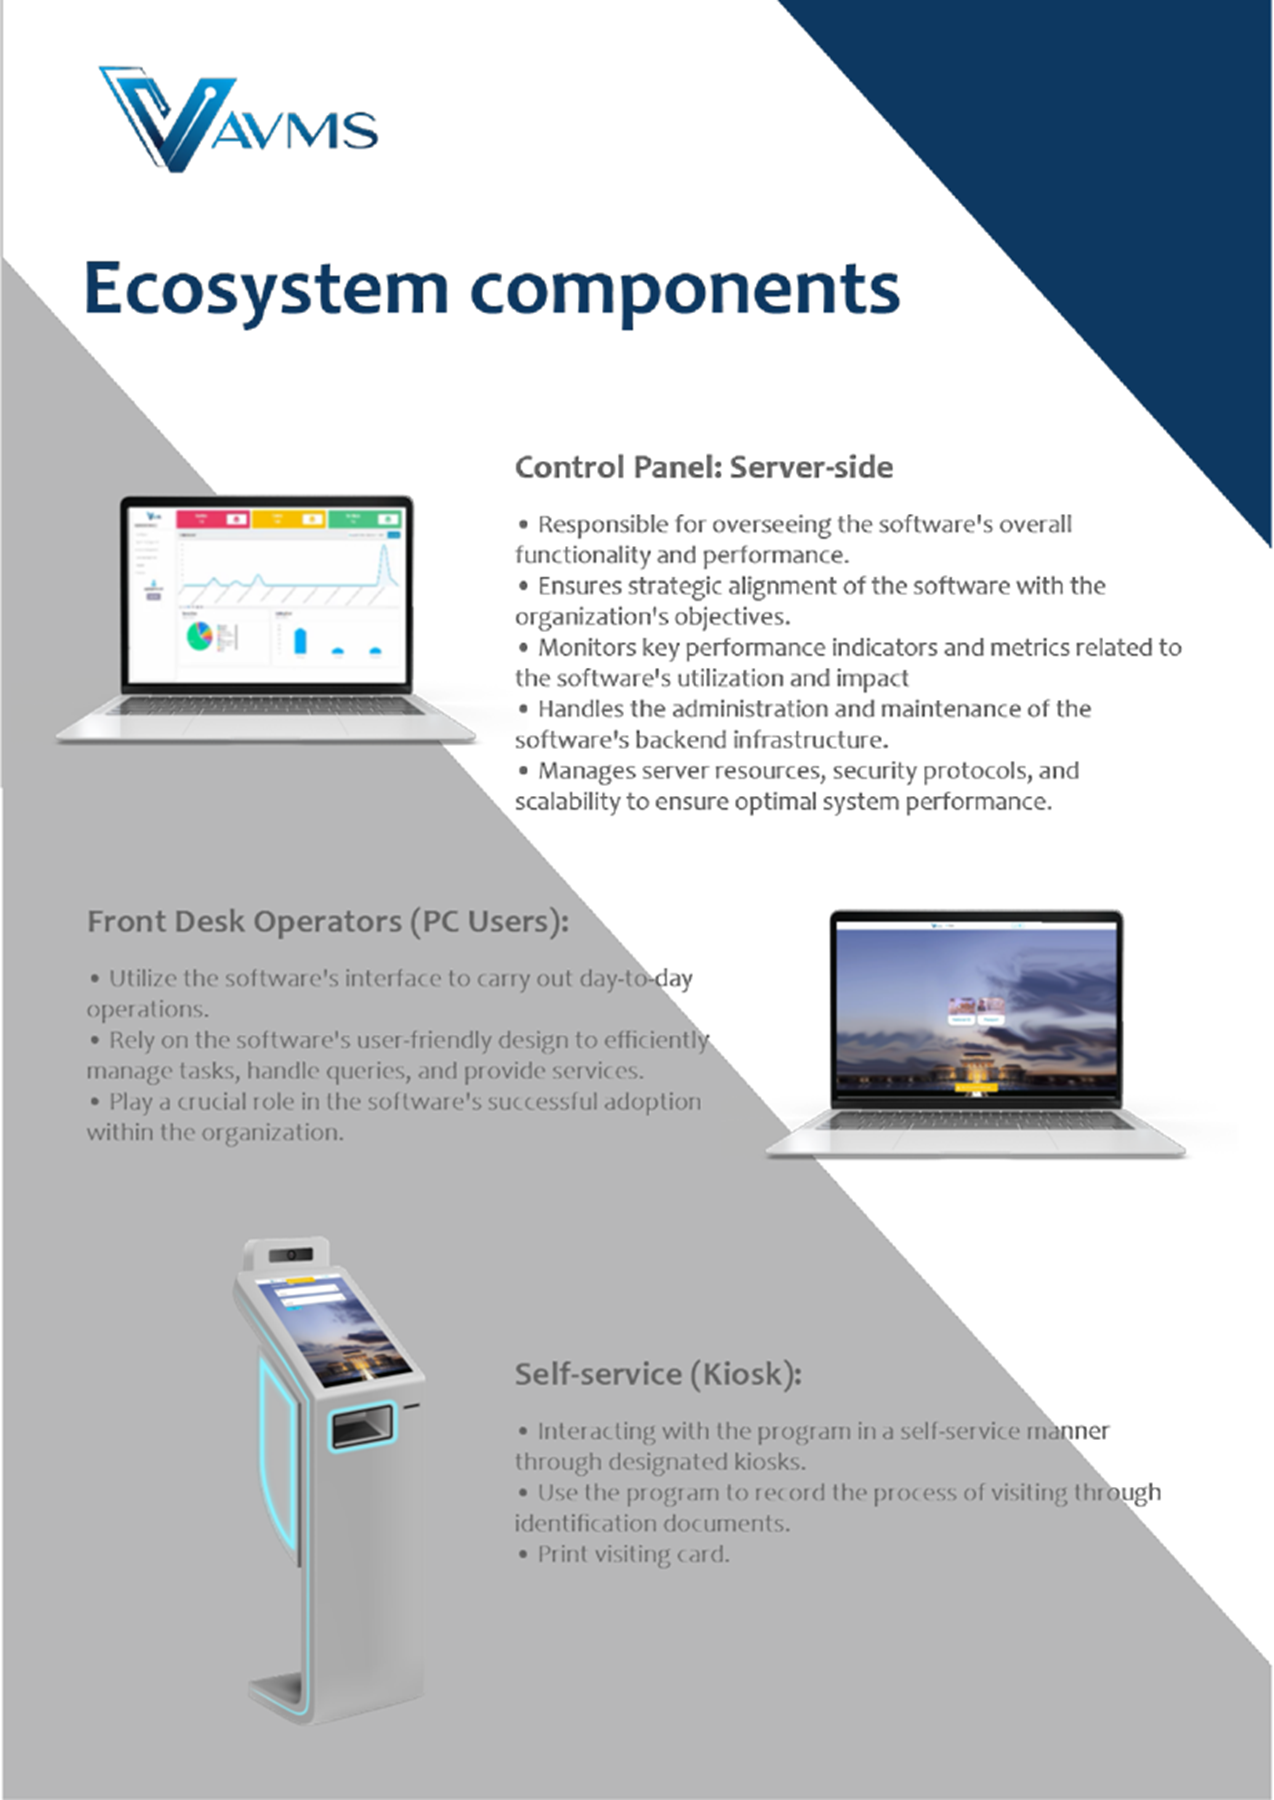 AVMS
Ecosystem components
Control Panel: Server-side
• Responsible for overseeing the software's overall
functionality and performance.
• Ensures strategic alignment of the software with the
organization's objectives.
• Monitors key performance indicators and metrics related to
the software's utilization and impact
• Handles the administration and maintenance of the
software's backend infrastructure.
• Manages server resources, security protocols, and
scalability to ensure optimal system performance.
Front Desk Operators (PC Users):
• Utilize the software's interface to carry out day-to-day
operations.
• Rely on the software's user-friendly design to efficiently
manage tasks, handle queries, and provide services.
• Play a crucial role in the software's successful adoption
within the organization.
Self-service (Kiosk):
• Interacting with the program in a self-service manner
through designated kiosks.
• Use the program to record the process of visiting through
identification documents.
• Print visiting card.